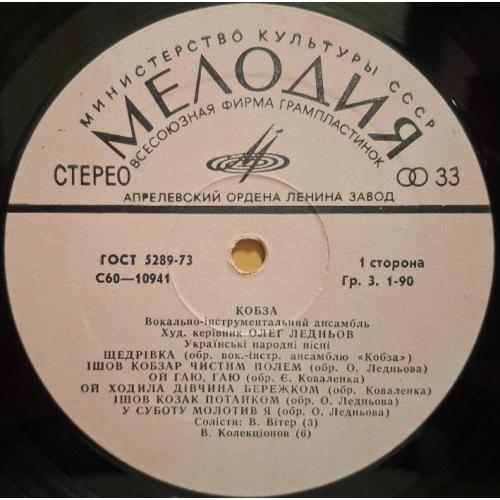 МИНИСТЕРСТВО КУЛЬТУРЫ СССР
МЕЛОДИЯ
ВСЕСОЮЗНАЯ ФИРМА ГРАМПЛАСТИНОК
СТЕРЕО 33
АПРЕЛЕВСКИЙ ОРДЕНА ЛЕНИНА ЗАВОД
ГОСТ 5289-73
С60—10941
1 сторона
Гр. 3. 1-90
КОБЗА
Вокально-інструментальний ансамбль
Худ. керівник ОЛЕГ ЛЕДНЬОВ
Українські народні пісні
ЩЕДРІВКА (обр. вок.-інстр. ансамблю «Кобза»)
ІШОВ КОБЗАР ЧИСТИМ ПОЛЕМ (обр. О. Ледньова)
ОЙ ГАЮ, ГАЮ (обр. Є. Коваленка)
ОЙ ХОДИЛА ДІВЧИНА БЕРЕЖКОМ (обр. Коваленка)
ІШОВ КОЗАК ПОТАЙКОМ (обр. О. Ледньова)
У СУБОТУ МОЛОТИВ Я (обр. О. Ледньова)
Солісти: В. Вітер (3)
В. Колекціонов (6)